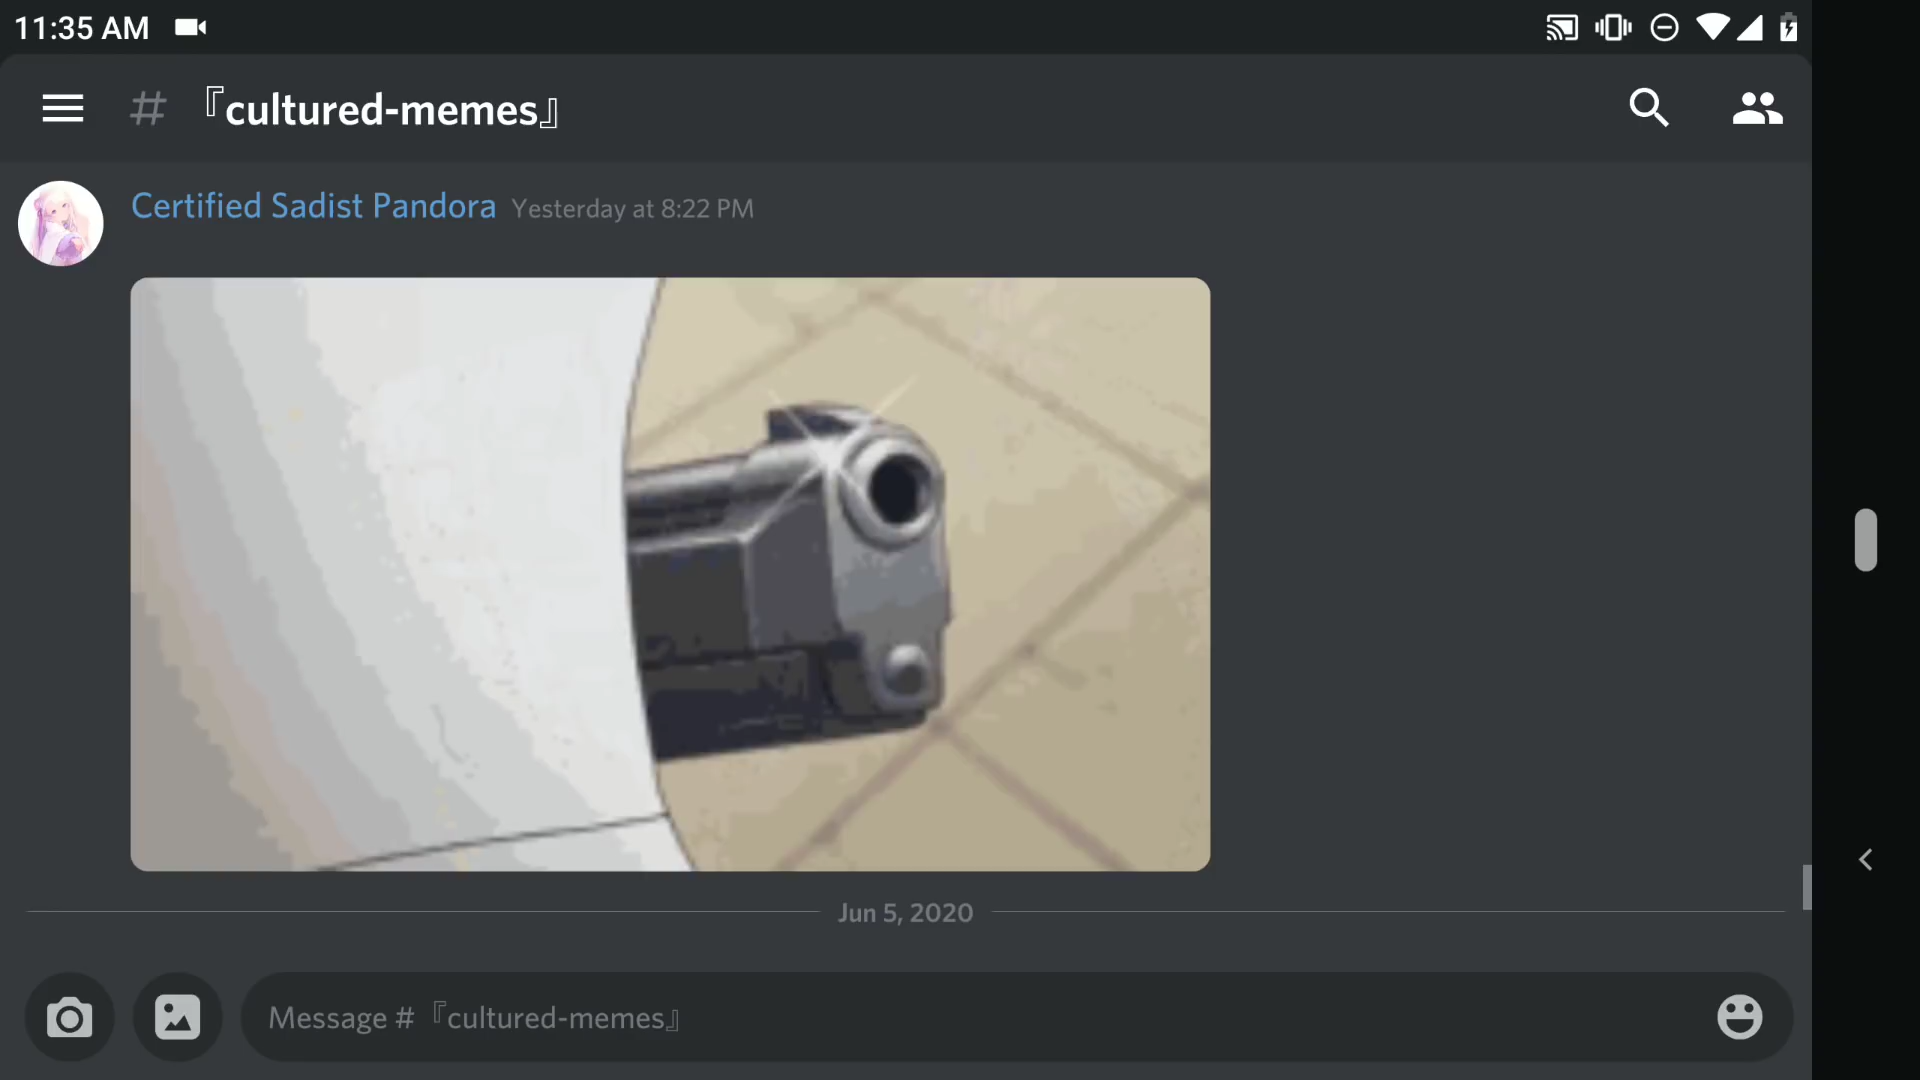 11:35 AM
# 『cultured-memes』
Certified Sadist Pandora Yesterday at 8:22 PM
Jun 5, 2020
Message # 『cultured-memes』